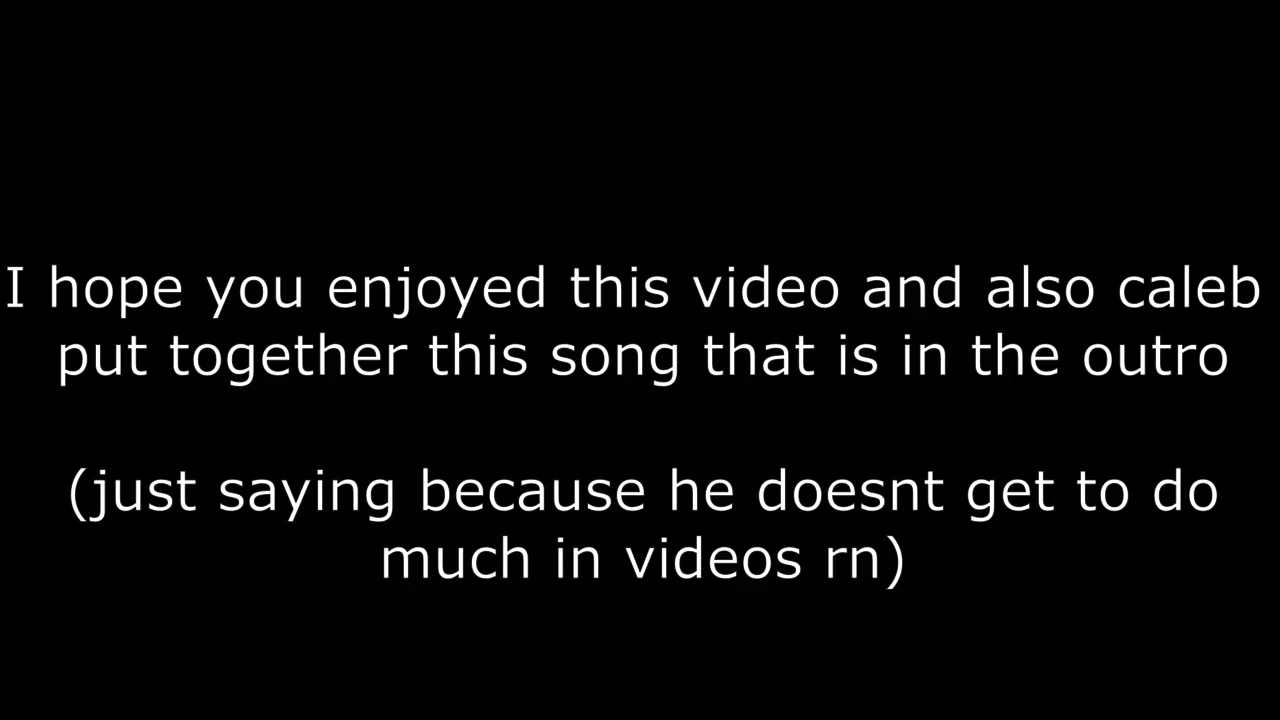 I hope you enjoyed this video and also caleb
put together this song that is in the outro
(just saying because he doesnt get to do
much in videos rn)